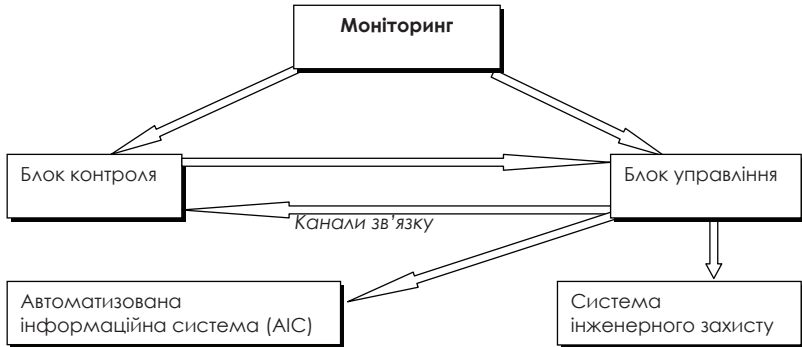 Моніторинг
Блок контроля
Блок управління
Канали зв’язку
Автоматизована
інформаційна система (АІС)
Система
інженерного захисту